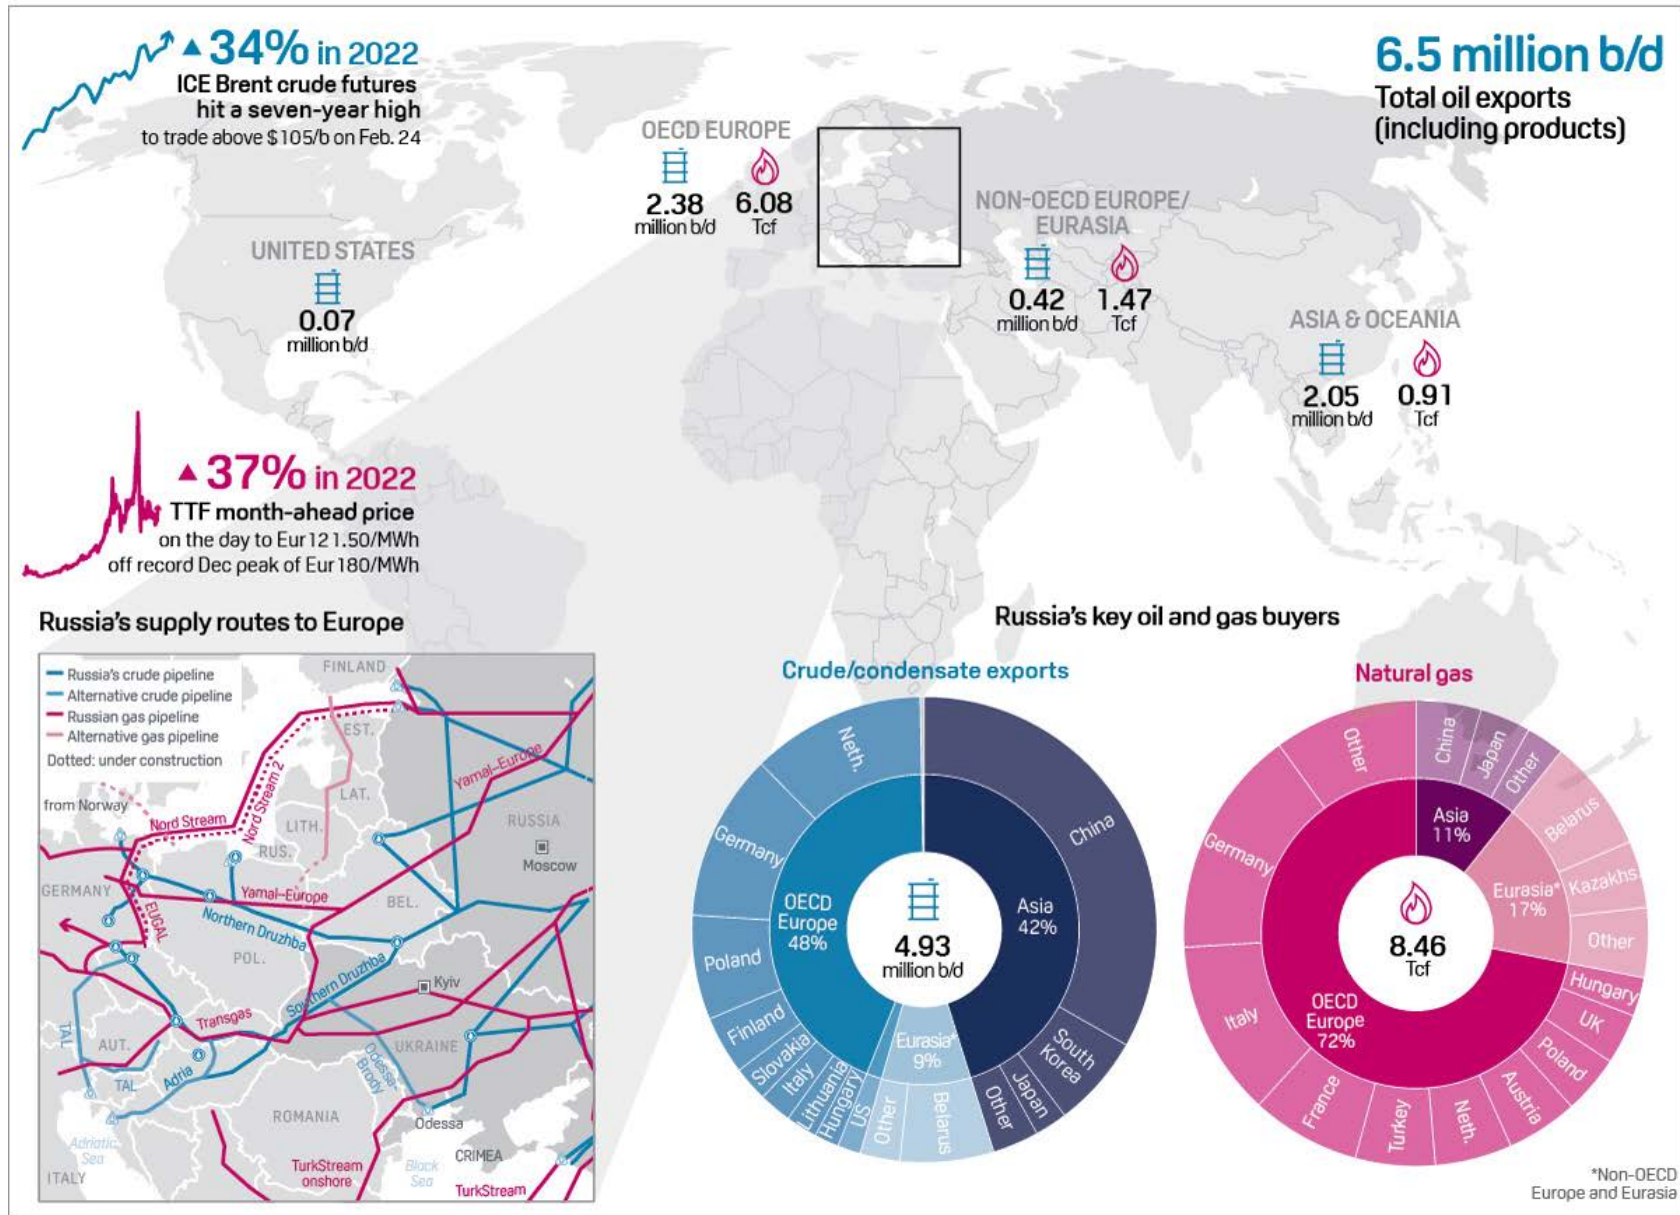 ▲ 34% in 2022
ICE Brent crude futures
hit a seven-year high
to trade above $105/b on Feb. 24
6.5 million b/d
Total oil exports
(including products)
OECD EUROPE
2.38
million b/d
6.08
Tcf
NON-OECD EUROPE/
EURASIA
0.42
million b/d
1.47
Tcf
UNITED STATES
0.07
million b/d
ASIA & OCEANIA
2.05
million b/d
0.91
Tcf
▲ 37% in 2022
TTF month-ahead price
on the day to Eur121.50/MWh
off record Dec peak of Eur180/MWh
Russia's supply routes to Europe
Russia's crude pipeline
Alternative crude pipeline
Russian gas pipeline
Alternative gas pipeline
Dotted: under construction
FINLAND
EST.
Yamal–Europe
from Norway
LAT.
Nord Stream
Nord Stream 2
LITH.
RUS.
RUSSIA
Moscow
GERMANY
Yamal–Europe
BEL.
EUGAL
Northern Druzhba
POL.
Southern Druzhba
Kyiv
Transgas
TAL
AUT.
UKRAINE
TAL
Adria
Odessa-
Brody
ROMANIA
Odessa
Adriatic
Sea
ITALY
TurkStream
onshore
Black
Sea
CRIMEA
TurkStream
Russia's key oil and gas buyers
Crude/condensate exports
Neth.
Germany
Poland
Finland
Slovakia
Italy
Lithuania
Hungary
US
Other
Belarus
Other
Japan
South
Korea
China
OECD
Europe
48%
Asia
42%
Eurasia*
9%
4.93
million b/d
Natural gas
China
Japan
Other
Belarus
Kazakhs.
Other
Hungary
UK
Poland
Austria
Neth.
Turkey
France
Italy
Germany
Other
Asia
11%
Eurasia*
17%
OECD
Europe
72%
8.46
Tcf
*Non-OECD
Europe and Eurasia